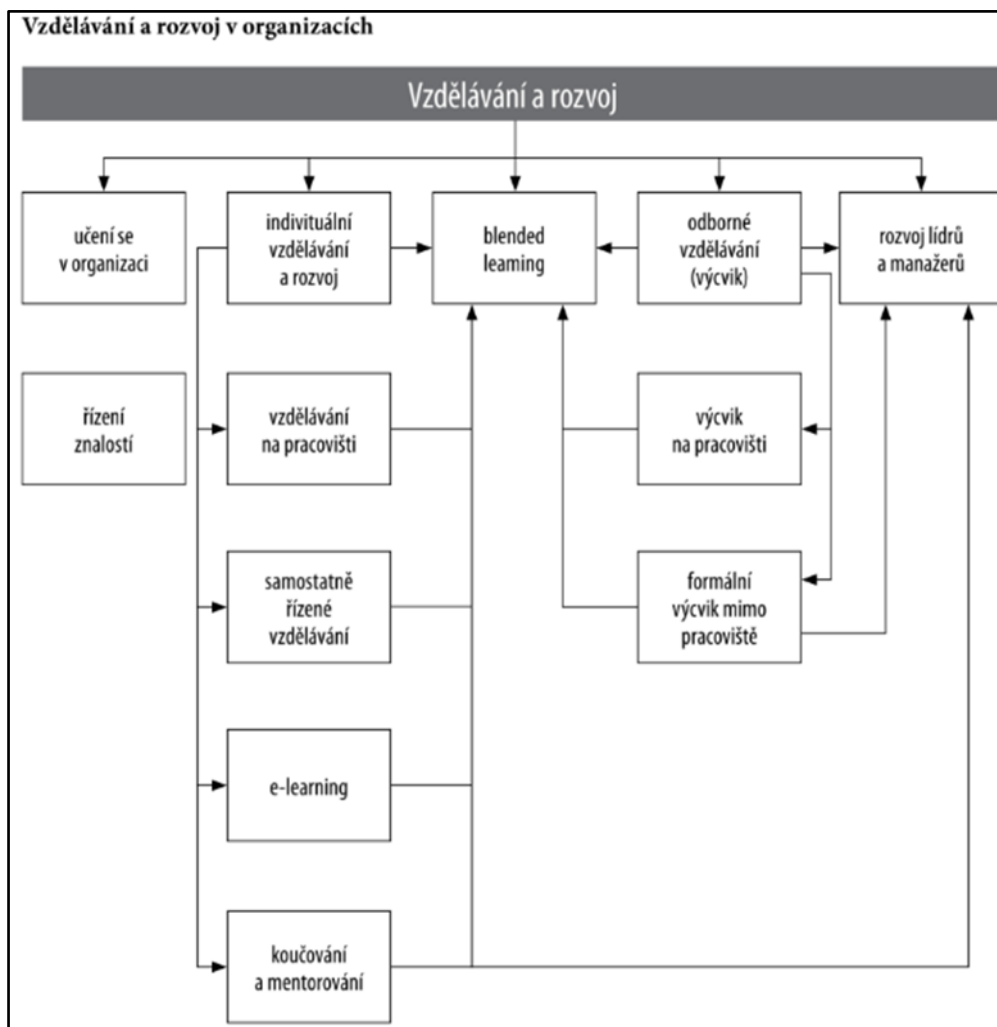 Vzdělávání a rozvoj v organizacích
Vzdělávání a rozvoj
učení se
v organizaci
indivituální
vzdělávání
a rozvoj
blended
learning
odborné
vzdělávání
(výcvik)
rozvoj lídrů
a manažerů
řízení
znalostí
vzdělávání
na pracovišti
výcvik
na pracovišti
samostatně
řízené
vzdělávání
formální
výcvik mimo
pracoviště
e-learning
koučování
a mentorování